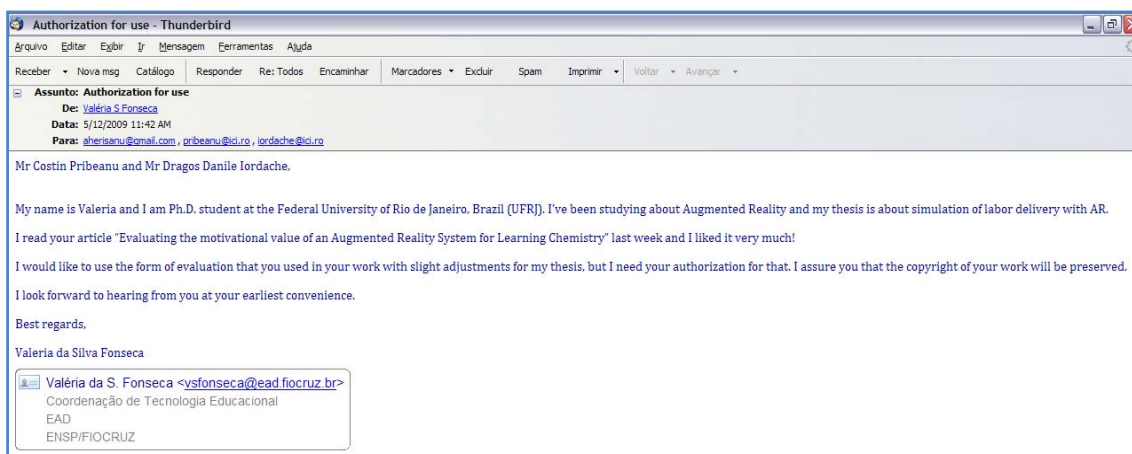 Authorization for use - Thunderbird
Arquivo Editar Exibir Ir Mensagem Ferramentas Ajuda
Receber Nova msg Catálogo Responder Re: Todos Encaminhar Marcadores Excluir Spam Imprimir Voltar Avançar
Assunto: Authorization for use
De: Valéria S Fonseca
Data: 5/12/2009 11:42 AM
Para: aherisanu@gmail.com , pribeanu@ici.ro , iordache@ici.ro
Mr Costin Pribeanu and Mr Dragos Danile Iordache,
My name is Valeria and I am Ph.D. student at the Federal University of Rio de Janeiro, Brazil (UFRJ). I've been studying about Augmented Reality and my thesis is about simulation of labor delivery with AR.
I read your article "Evaluating the motivational value of an Augmented Reality System for Learning Chemistry" last week and I liked it very much!
I would like to use the form of evaluation that you used in your work with slight adjustments for my thesis, but I need your authorization for that. I assure you that the copyright of your work will be preserved.
I look forward to hearing from you at your earliest convenience.
Best regards,
Valeria da Silva Fonseca
Valéria da S. Fonseca <vsfonseca@ead.fiocruz.br>
Coordenação de Tecnologia Educacional
EAD
ENSP/FIOCRUZ